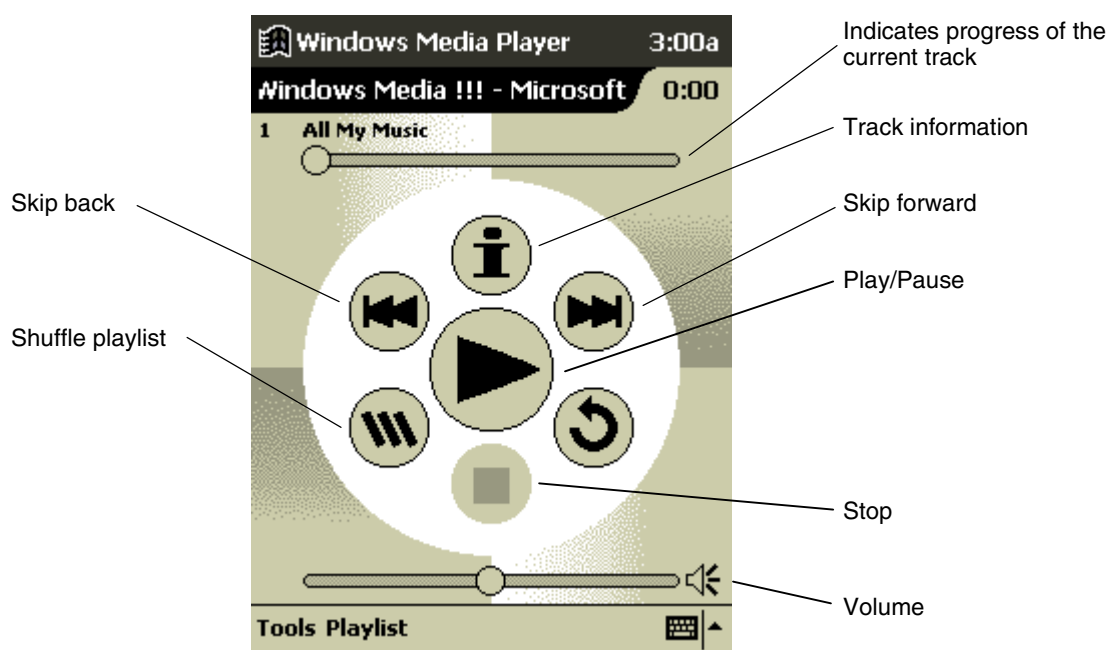 Windows Media Player 3:00a
Windows Media !!! - Microsoft 0:00
1 All My Music
Indicates progress of the
current track
Track information
Skip back
Skip forward
Play/Pause
Shuffle playlist
Stop
Volume
Tools Playlist